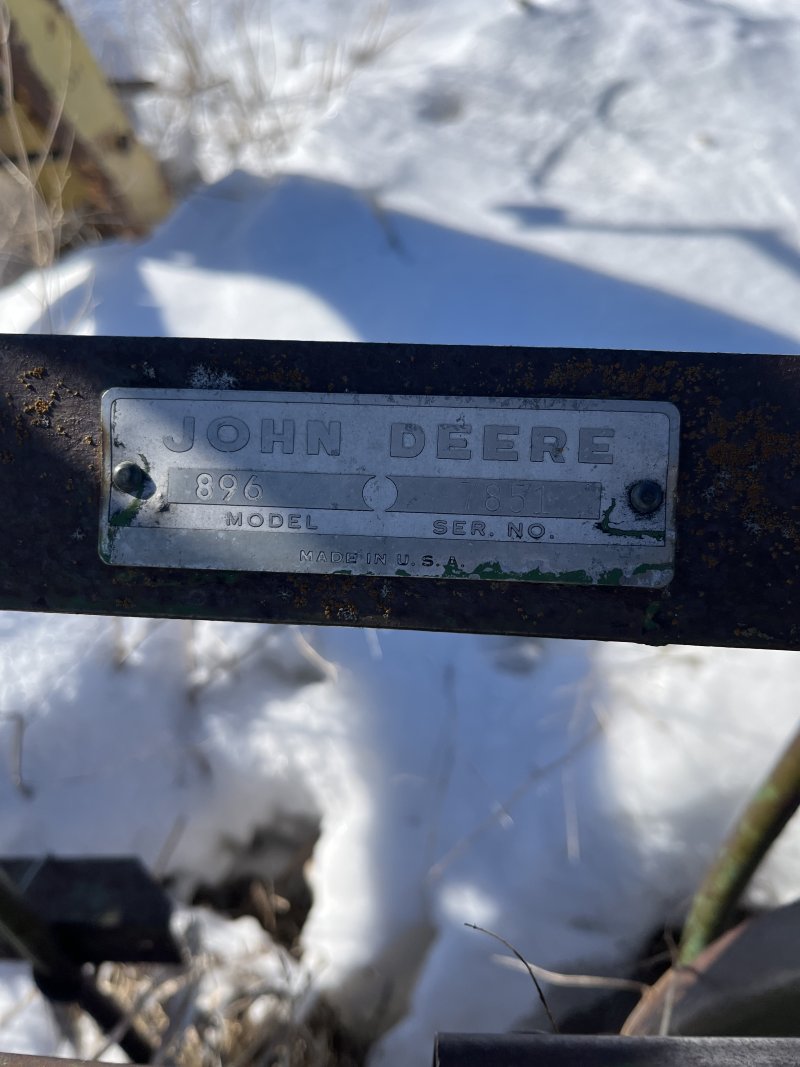 JOHN DEERE
896 7851
MODEL SER. NO.
MADE IN U.S.A.